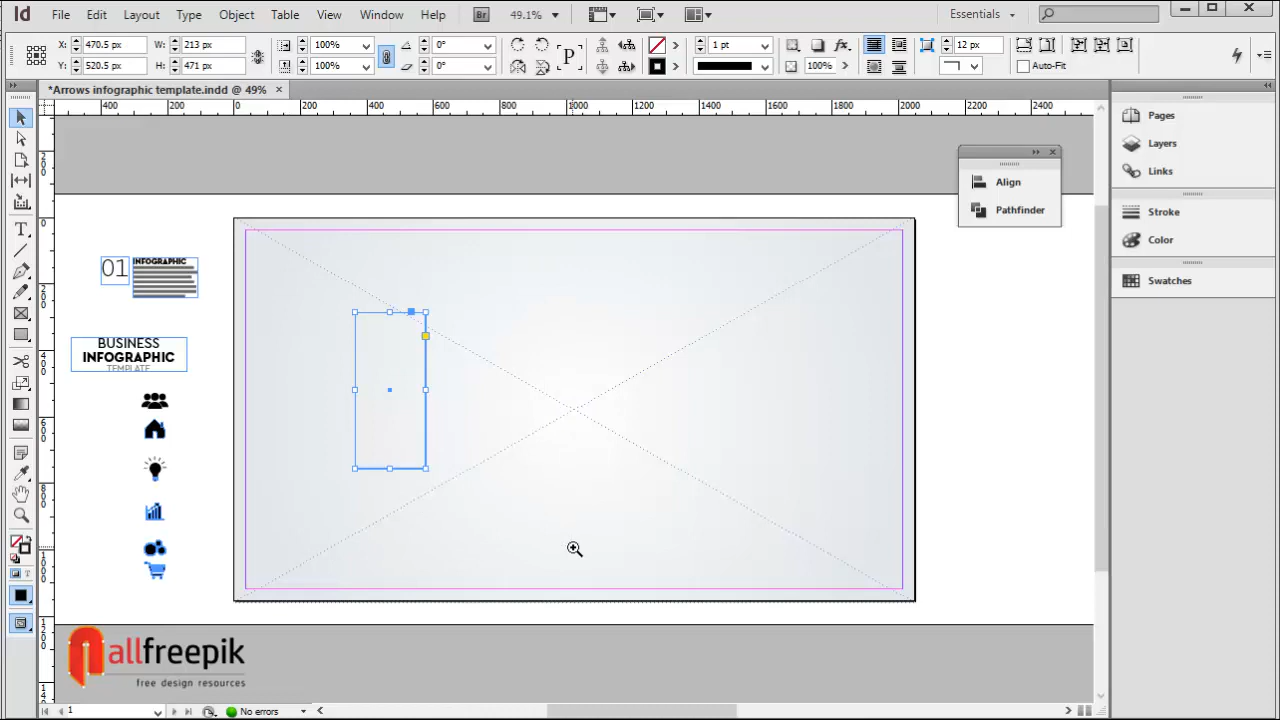 Id File Edit Layout Type Object Table View Window Help Br 49.1% Essentials
X: 470.5 px W: 213 px 100% 0° 1 pt 12 px
Y: 520.5 px H: 471 px 100% 0° 100% Auto-Fit
*Arrows infographic template.indd @ 49% ×
400 200 0 200 400 600 800 1000 1200 1400 1600 1800 2000 2200 2400
Pages
Layers
Links
Stroke
Color
Swatches
Align
Pathfinder
01 INFOGRAPHIC
BUSINESS
INFOGRAPHIC
TEMPLATE
allfreepik
free design resources
1 No errors